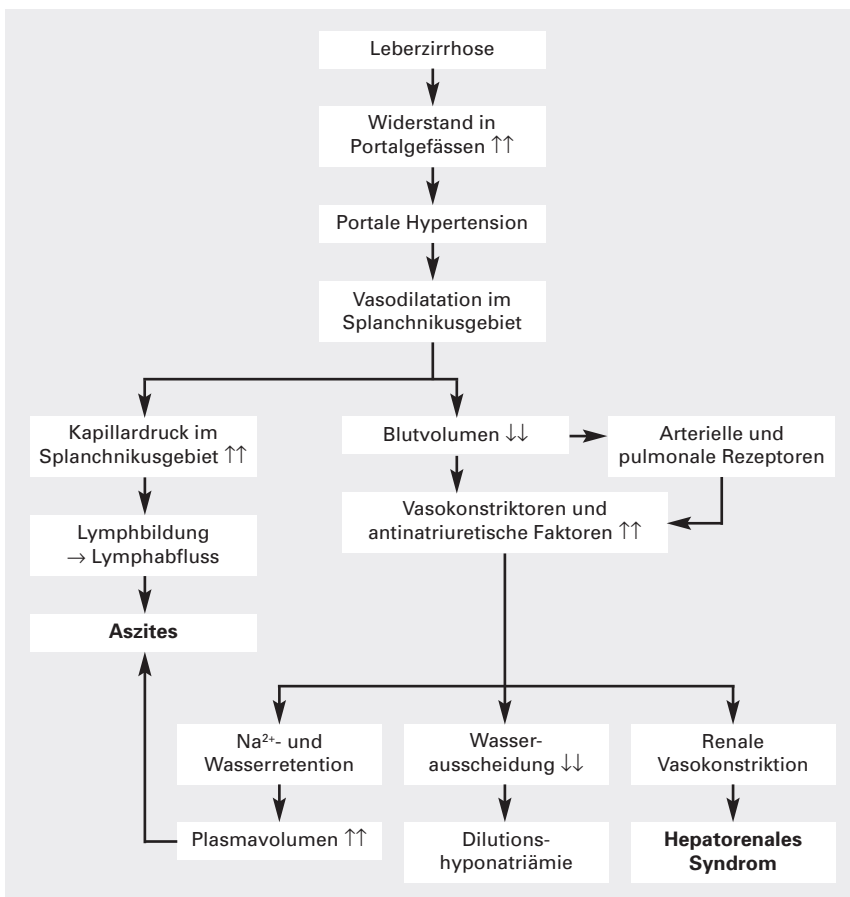 Leberzirrhose
Widerstand in
Portalgefässen ↑↑
Portale Hypertension
Vasodilatation im
Splanchnikusgebiet
Kapillardruck im
Splanchnikusgebiet ↑↑
Blutvolumen ↓↓
Arterielle und
pulmonale Rezeptoren
Lymphbildung
→ Lymphabfluss
Vasokonstriktoren und
antinatriuretische Faktoren ↑↑
Aszites
Na²⁺- und
Wasserretention
Wasser-
ausscheidung ↓↓
Renale
Vasokonstriktion
Plasmavolumen ↑↑
Dilutions-
hyponatriämie
Hepatorenales
Syndrom